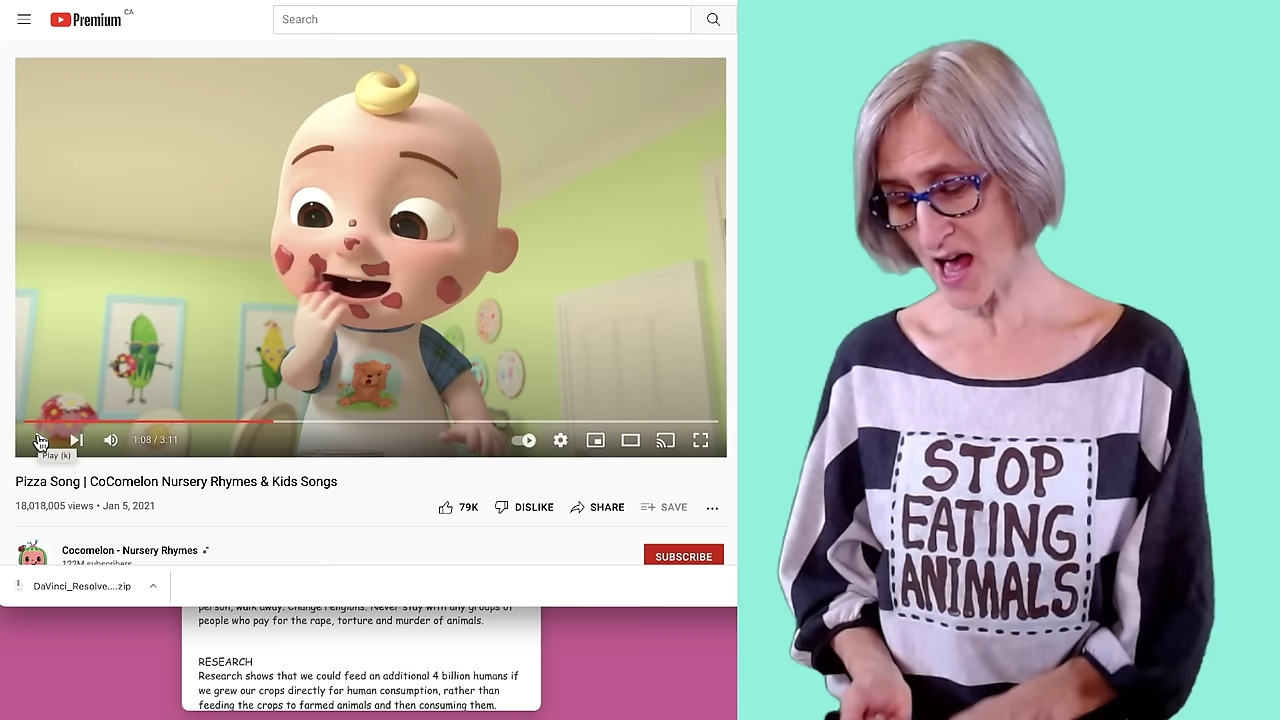 Premium CA
Search
1:08 / 3:11
Play (k)
Pizza Song | CoComelon Nursery Rhymes & Kids Songs
18,018,005 views • Jan 5, 2021
79K
DISLIKE
SHARE
SAVE
Cocomelon - Nursery Rhymes
122M subscribers
SUBSCRIBE
DaVinci_Resolve....zip
person, walk away. Change religions. Never stay with any groups of
people who pay for the rape, torture and murder of animals.
RESEARCH
Research shows that we could feed an additional 4 billion humans if
we grew our crops directly for human consumption, rather than
feeding the crops to farmed animals and then consuming them.
STOP
EATING
ANIMALS